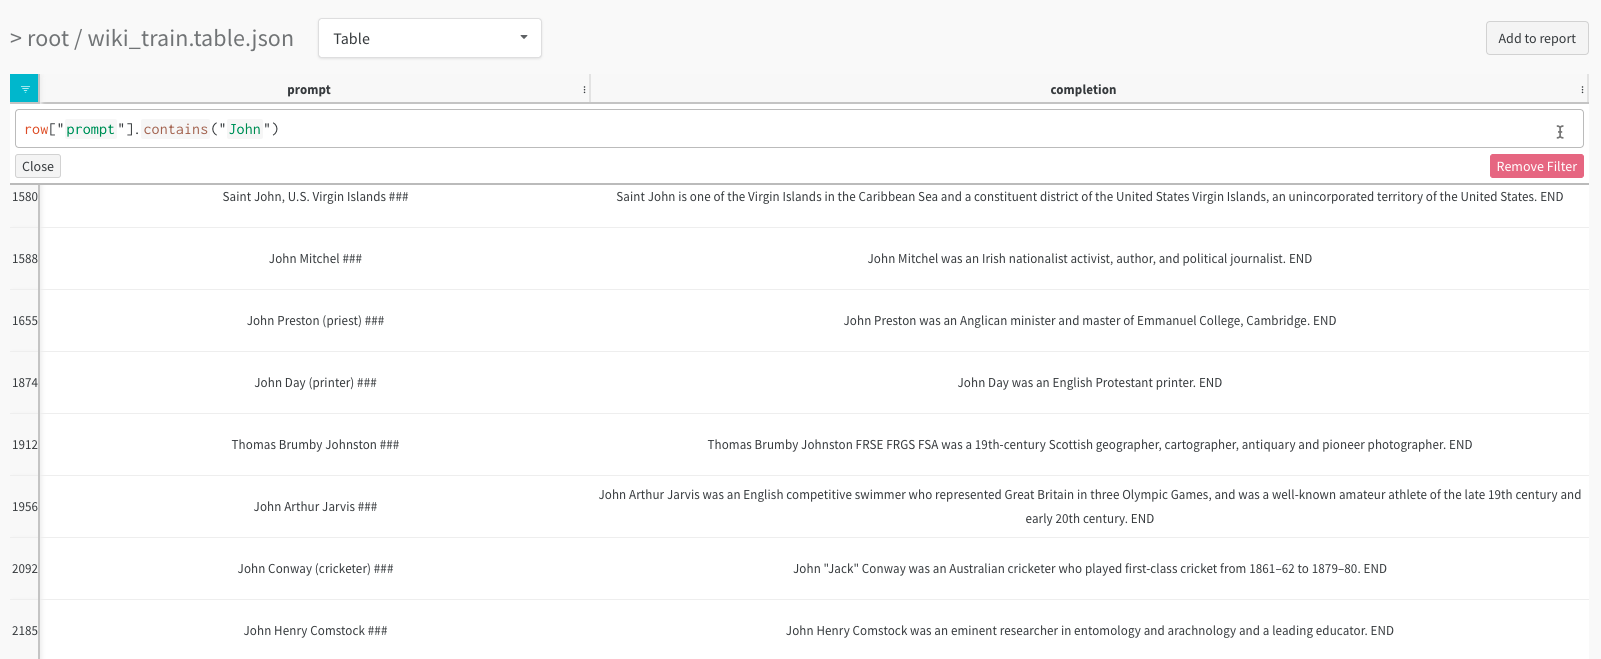 > root / wiki_train.table.json
Table
Add to report
prompt
completion
row["prompt"].contains("John")
Close
Remove Filter
1580 Saint John, U.S. Virgin Islands ### Saint John is one of the Virgin Islands in the Caribbean Sea and a constituent district of the United States Virgin Islands, an unincorporated territory of the United States. END
1588 John Mitchel ### John Mitchel was an Irish nationalist activist, author, and political journalist. END
1655 John Preston (priest) ### John Preston was an Anglican minister and master of Emmanuel College, Cambridge. END
1874 John Day (printer) ### John Day was an English Protestant printer. END
1912 Thomas Brumby Johnston ### Thomas Brumby Johnston FRSE FRGS FSA was a 19th-century Scottish geographer, cartographer, antiquary and pioneer photographer. END
1956 John Arthur Jarvis ### John Arthur Jarvis was an English competitive swimmer who represented Great Britain in three Olympic Games, and was a well-known amateur athlete of the late 19th century and
early 20th century. END
2092 John Conway (cricketer) ### John "Jack" Conway was an Australian cricketer who played first-class cricket from 1861–62 to 1879–80. END
2185 John Henry Comstock ### John Henry Comstock was an eminent researcher in entomology and arachnology and a leading educator. END